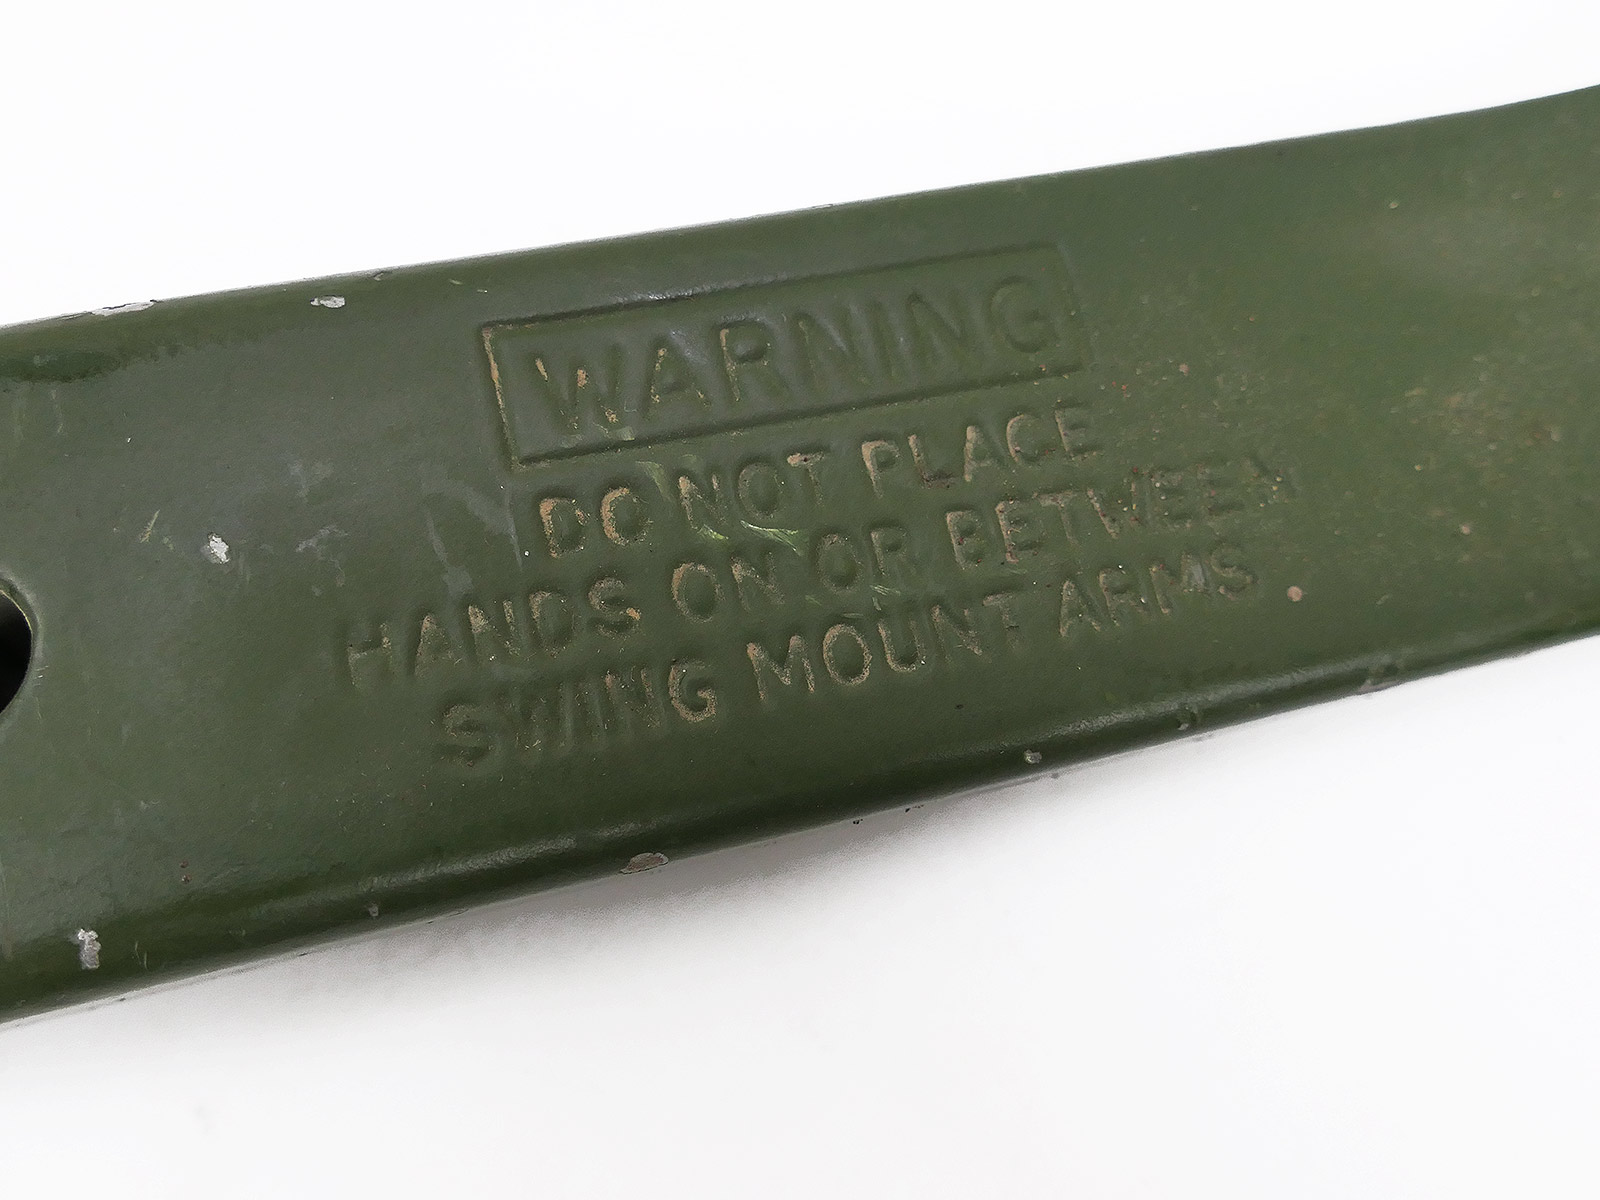 WARNING
DO NOT PLACE
HANDS ON OR BETWEEN
SWING MOUNT ARMS